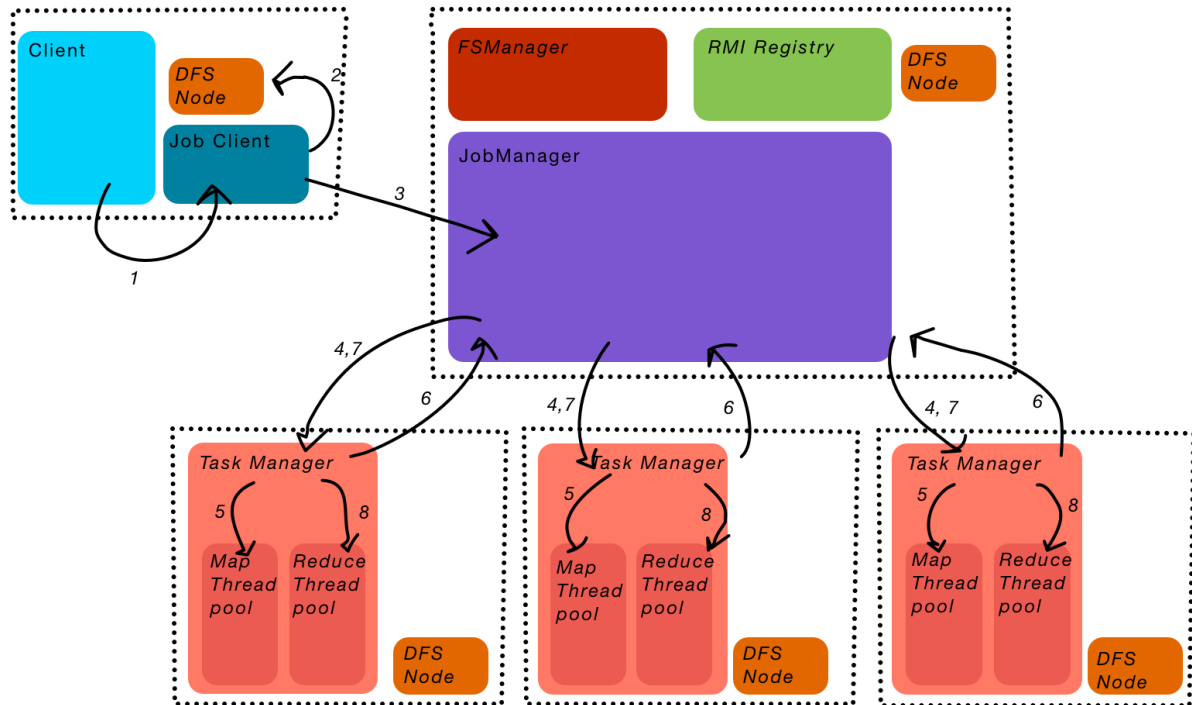 Client
DFS
Node
2
Job Client
1
3
FSManager
RMI Registry
DFS
Node
JobManager
4,7
6
4,7
6
4, 7
6
Task Manager
5
8
Map
Thread
pool
Reduce
Thread
pool
DFS
Node
Task Manager
5
8
Map
Thread
pool
Reduce
Thread
pool
DFS
Node
Task Manager
5
8
Map
Thread
pool
Reduce
Thread
pool
DFS
Node